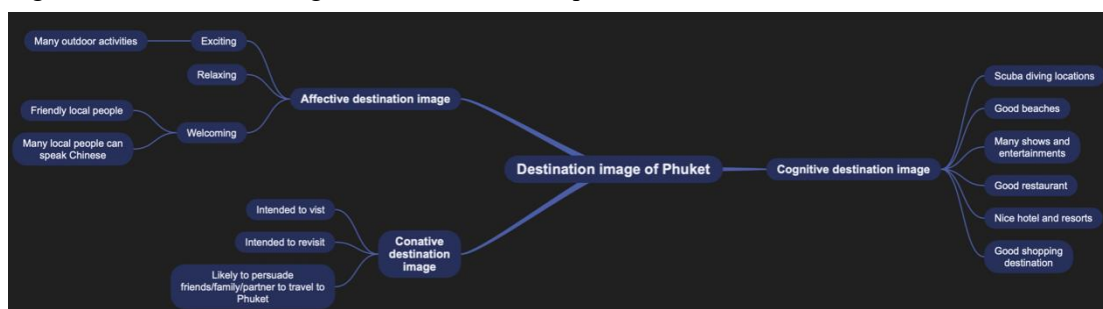 Many outdoor activities
Exciting
Relaxing
Friendly local people
Welcoming
Many local people can
speak Chinese
Affective destination image
Destination image of Phuket
Intended to vist
Intended to revisit
Likely to persuade
friends/family/partner to travel to
Phuket
Conative
destination
image
Cognitive destination image
Scuba diving locations
Good beaches
Many shows and
entertainments
Good restaurant
Nice hotel and resorts
Good shopping
destination